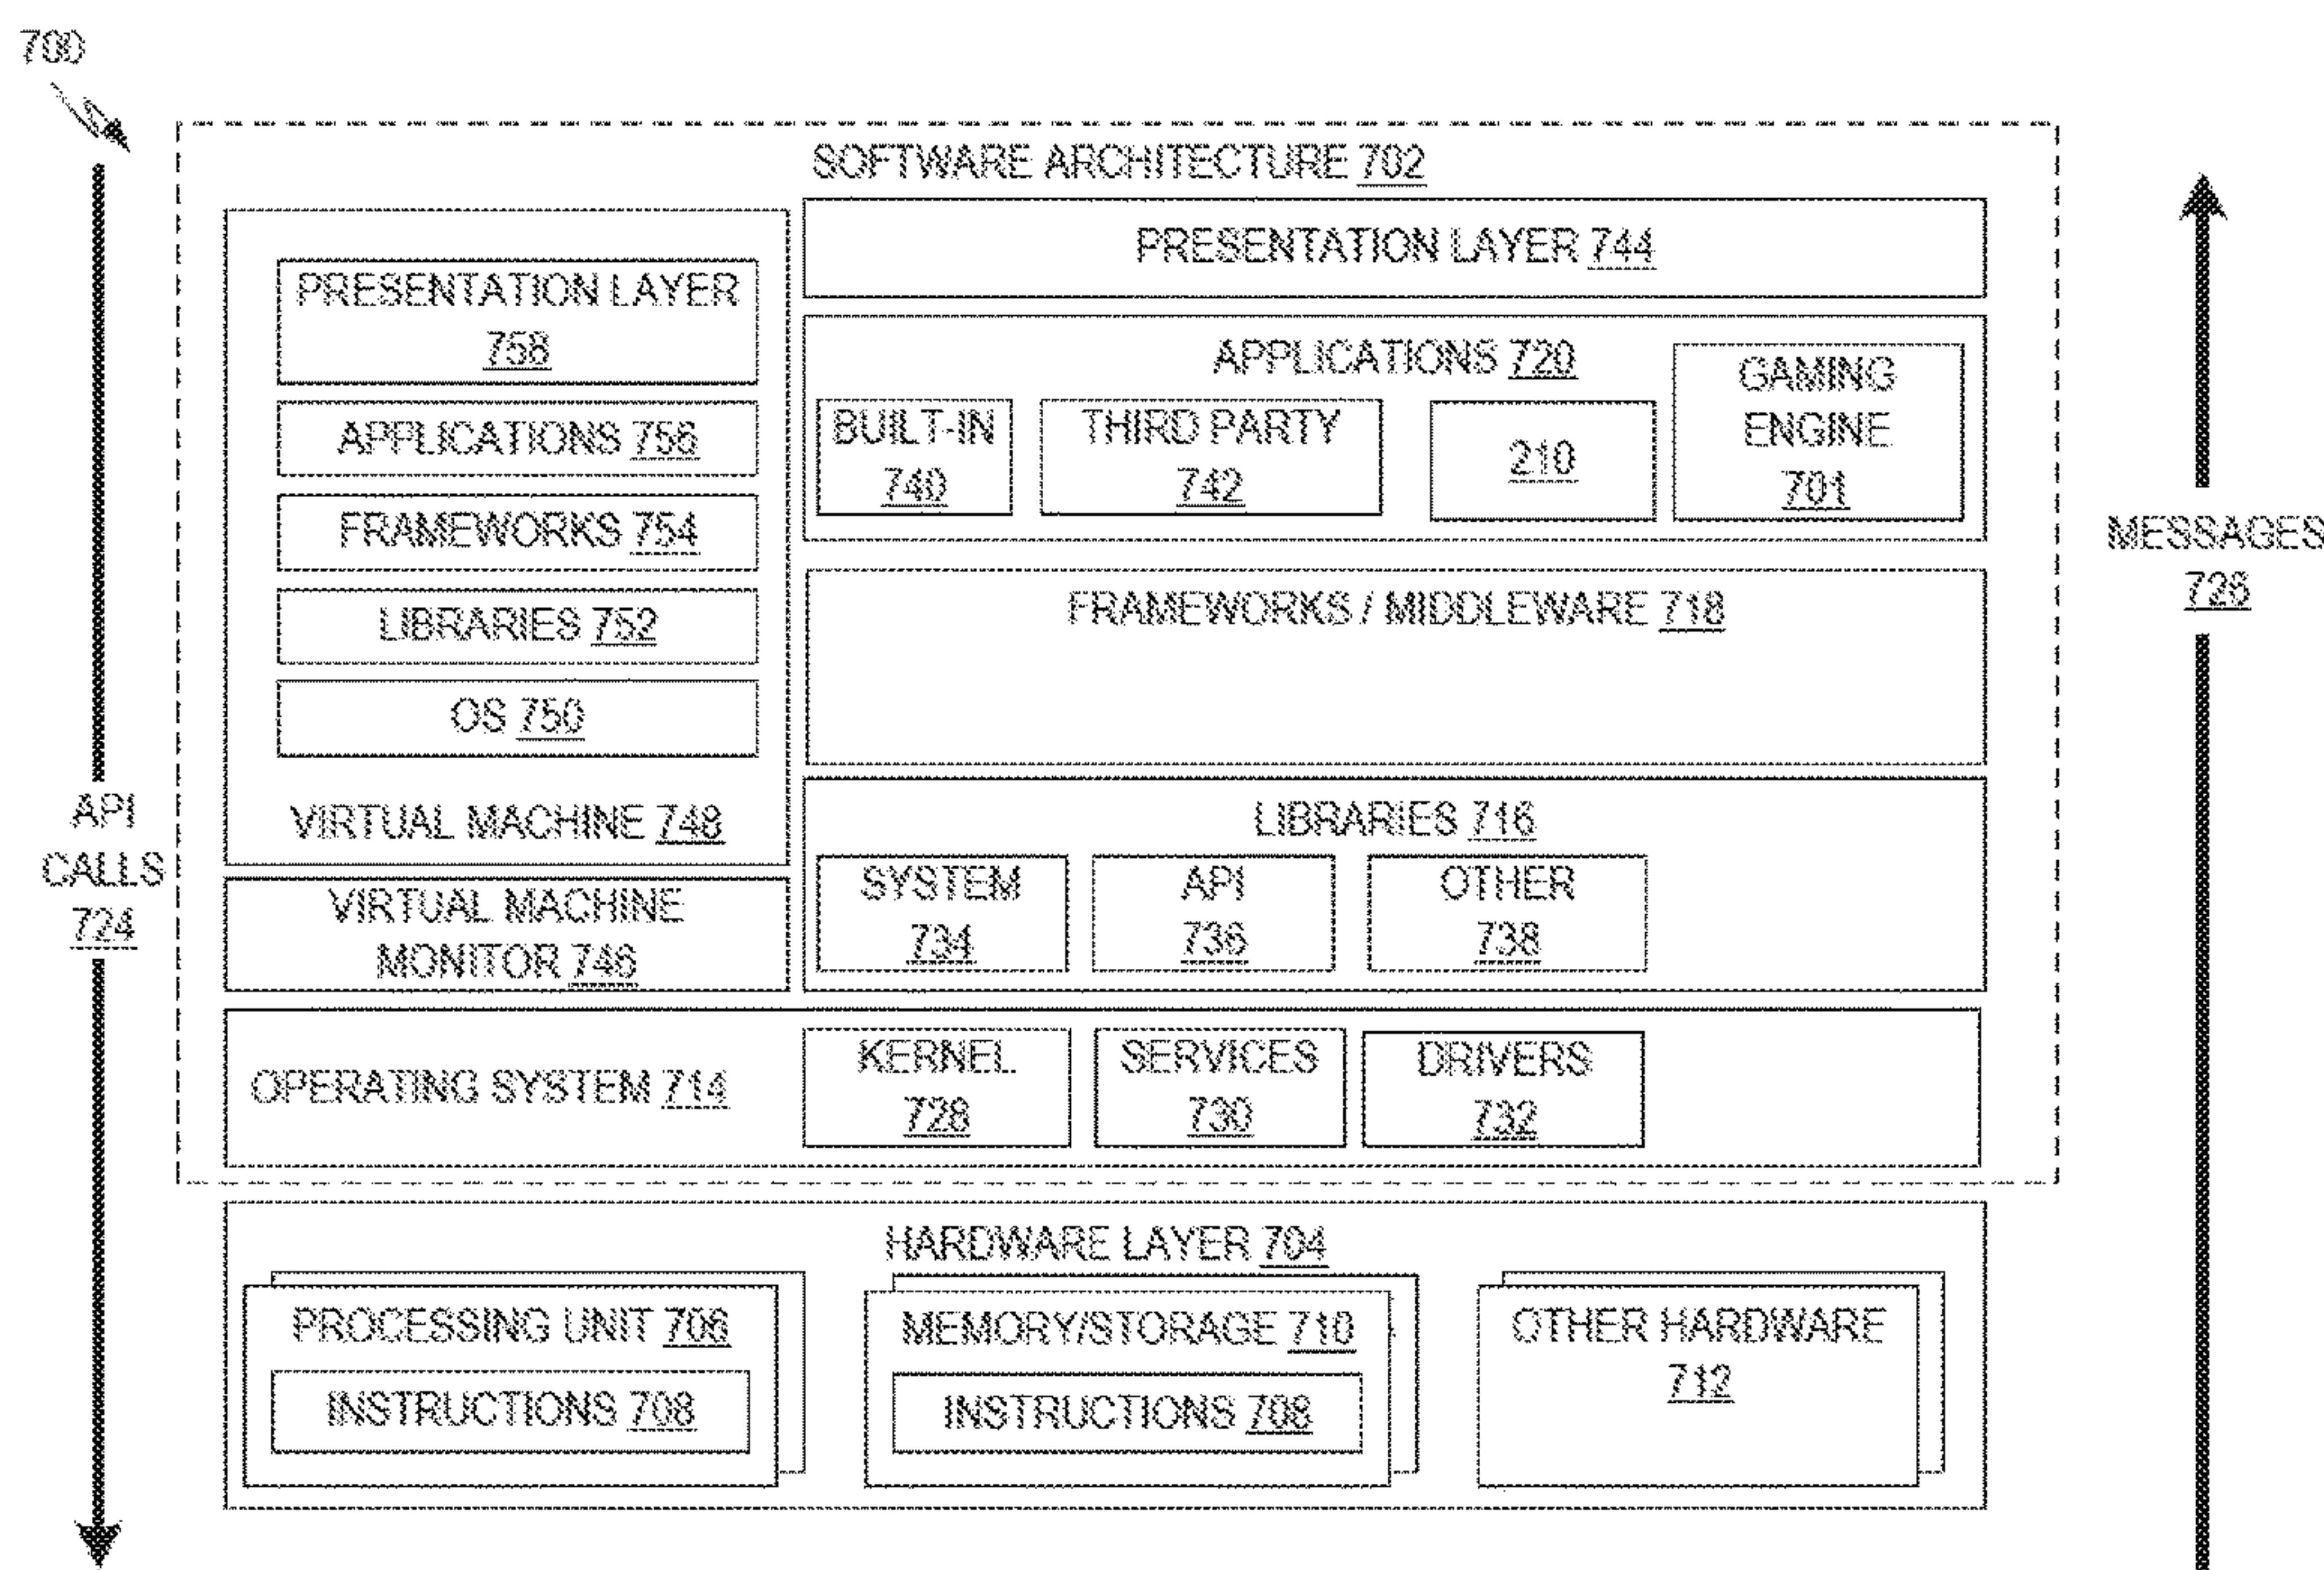 700
SOFTWARE ARCHITECTURE 702
PRESENTATION LAYER 744
PRESENTATION LAYER
758
APPLICATIONS 756
FRAMEWORKS 754
LIBRARIES 752
OS 750
VIRTUAL MACHINE 748
VIRTUAL MACHINE
MONITOR 746
APPLICATIONS 720
BUILT-IN
740
THIRD PARTY
742
210
GAMING
ENGINE
701
FRAMEWORKS / MIDDLEWARE 718
LIBRARIES 716
SYSTEM
734
API
736
OTHER
738
OPERATING SYSTEM 714
KERNEL
728
SERVICES
730
DRIVERS
732
HARDWARE LAYER 704
PROCESSING UNIT 706
INSTRUCTIONS 708
MEMORY/STORAGE 710
INSTRUCTIONS 708
OTHER HARDWARE
712
API
CALLS
724
MESSAGES
726